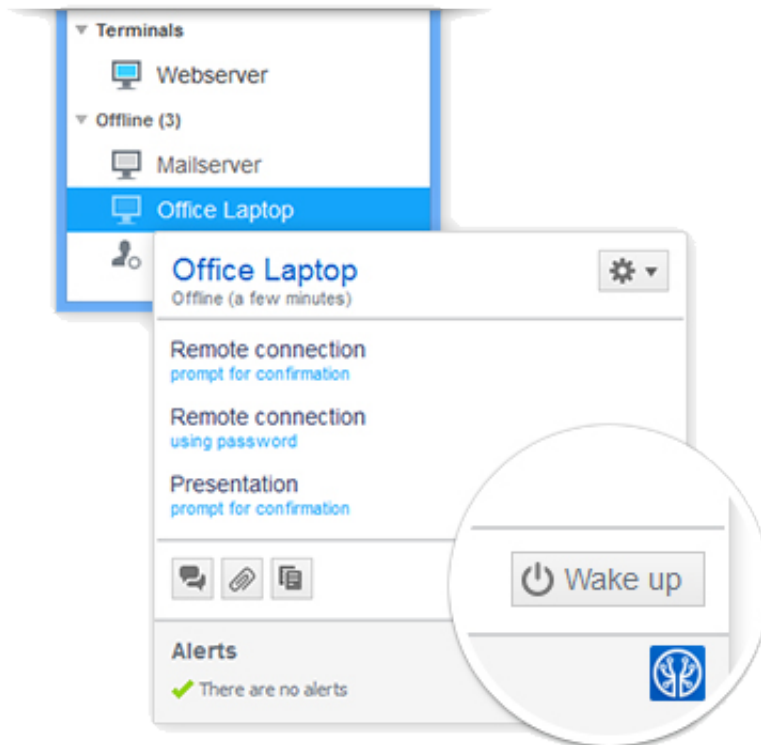 Terminals
Webserver
Offline (3)
Mailserver
Office Laptop
Office Laptop
Offline (a few minutes)
Remote connection
prompt for confirmation
Remote connection
using password
Presentation
prompt for confirmation
Wake up
Alerts
There are no alerts